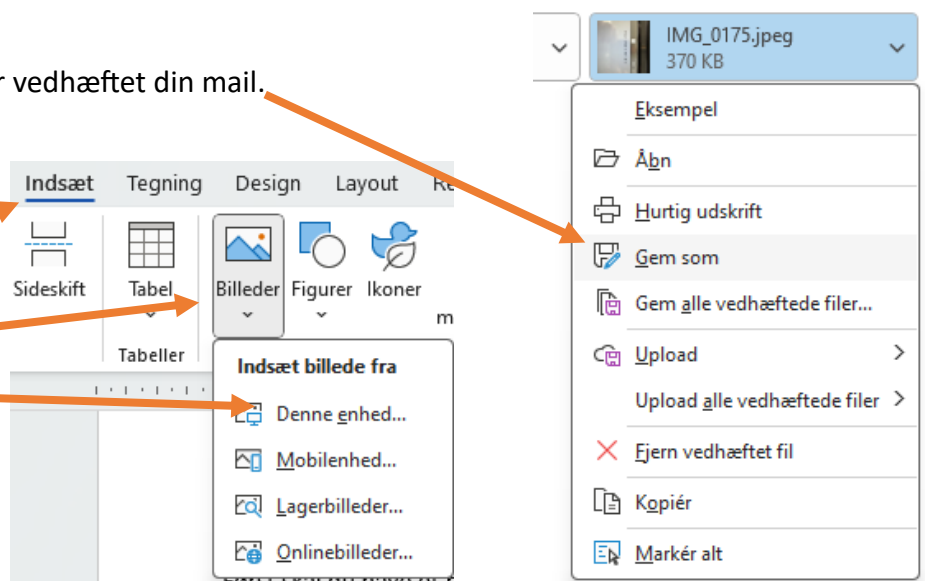 vedhæftet din mail.
Indsæt Tegning Design Layout
Sideskift Tabel Billeder Figurer Ikoner
Tabeller
Indsæt billede fra
Denne enhed...
Mobilenhed...
Lagerbilleder...
Onlinebilleder...
IMG_0175.jpeg
370 KB
Eksempel
Åbn
Hurtig udskrift
Gem som
Gem alle vedhæftede filer...
Upload
Upload alle vedhæftede filer
Fjern vedhæftet fil
Kopiér
Markér alt